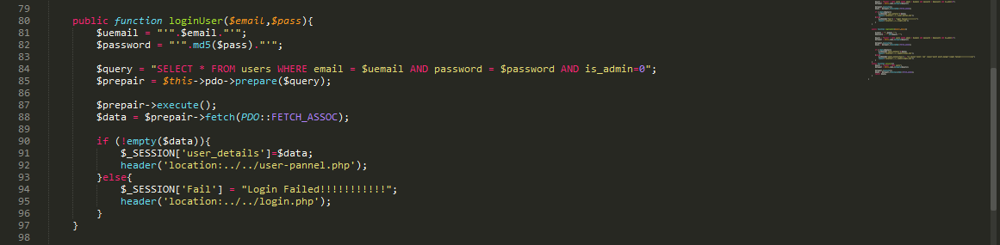 79
80 public function loginUser($email,$pass){
81 $uemail = "'".$email."'";
82 $password = "'".md5($pass)."'";
83
84 $query = "SELECT * FROM users WHERE email = $uemail AND password = $password AND is_admin=0";
85 $prepair = $this->pdo->prepare($query);
86
87 $prepair->execute();
88 $data = $prepair->fetch(PDO::FETCH_ASSOC);
89
90 if (!empty($data)){
91 $_SESSION['user_details']=$data;
92 header('location:../../user-pannel.php');
93 }else{
94 $_SESSION['Fail'] = "Login Failed!!!!!!!!!!!!";
95 header('location:../../login.php');
96 }
97 }
98